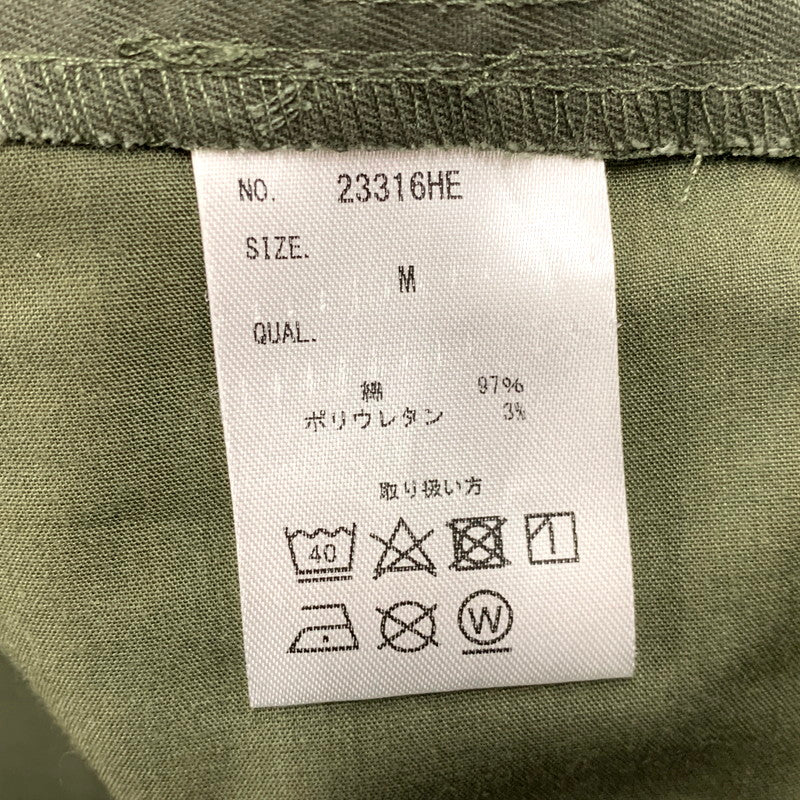 NO. 23316HE
SIZE.
M
QUAL.
綿 97%
ポリウレタン 3%
取り扱い方
40
W